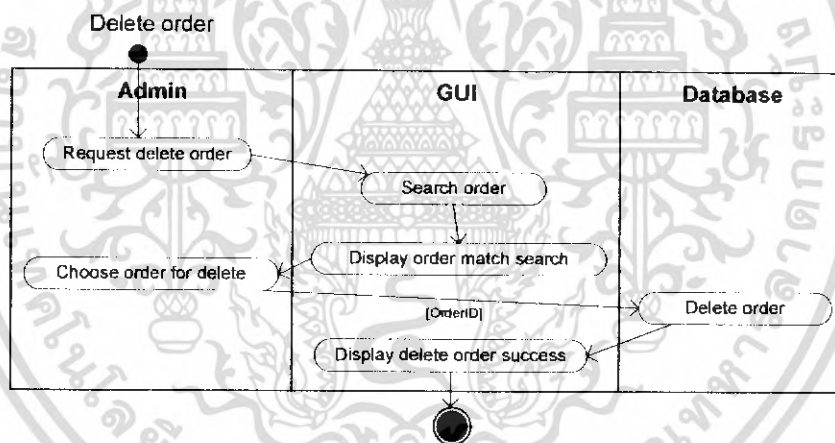 Delete order
Admin
GUI
Database
Request delete order
Search order
Display order match search
Choose order for delete
[OrderID]
Delete order
Display delete order success